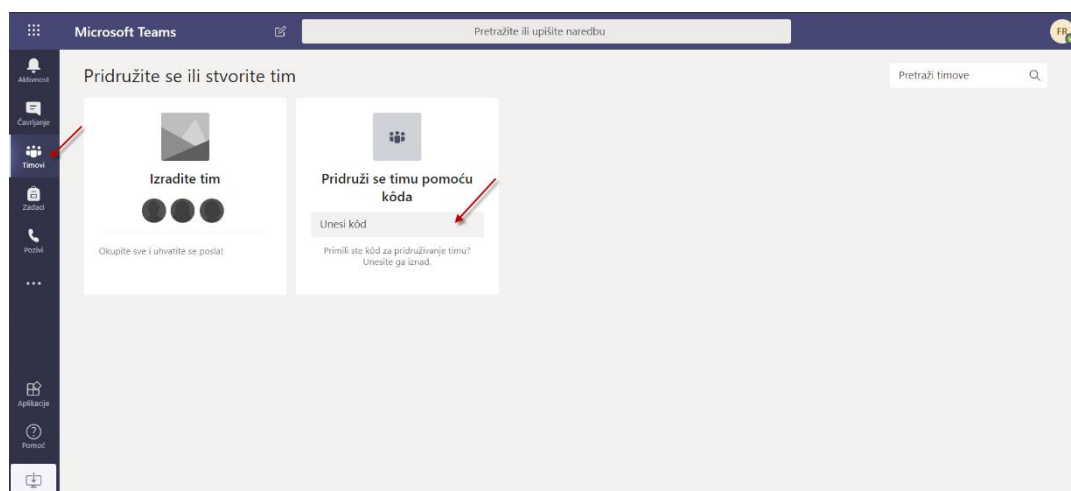 Microsoft Teams
Pretražite ili upišite naredbu
FR
Aktivnost
Čavrljanje
Timovi
Zadaci
Pozivi
Aplikacije
Pomoć
Pridružite se ili stvorite tim
Pretraži timove
Izradite tim
Okupite sve i uhvatite se posla!
Pridruži se timu pomoću
kôda
Unesi kôd
Primili ste kôd za pridruživanje timu?
Unesite ga iznad.